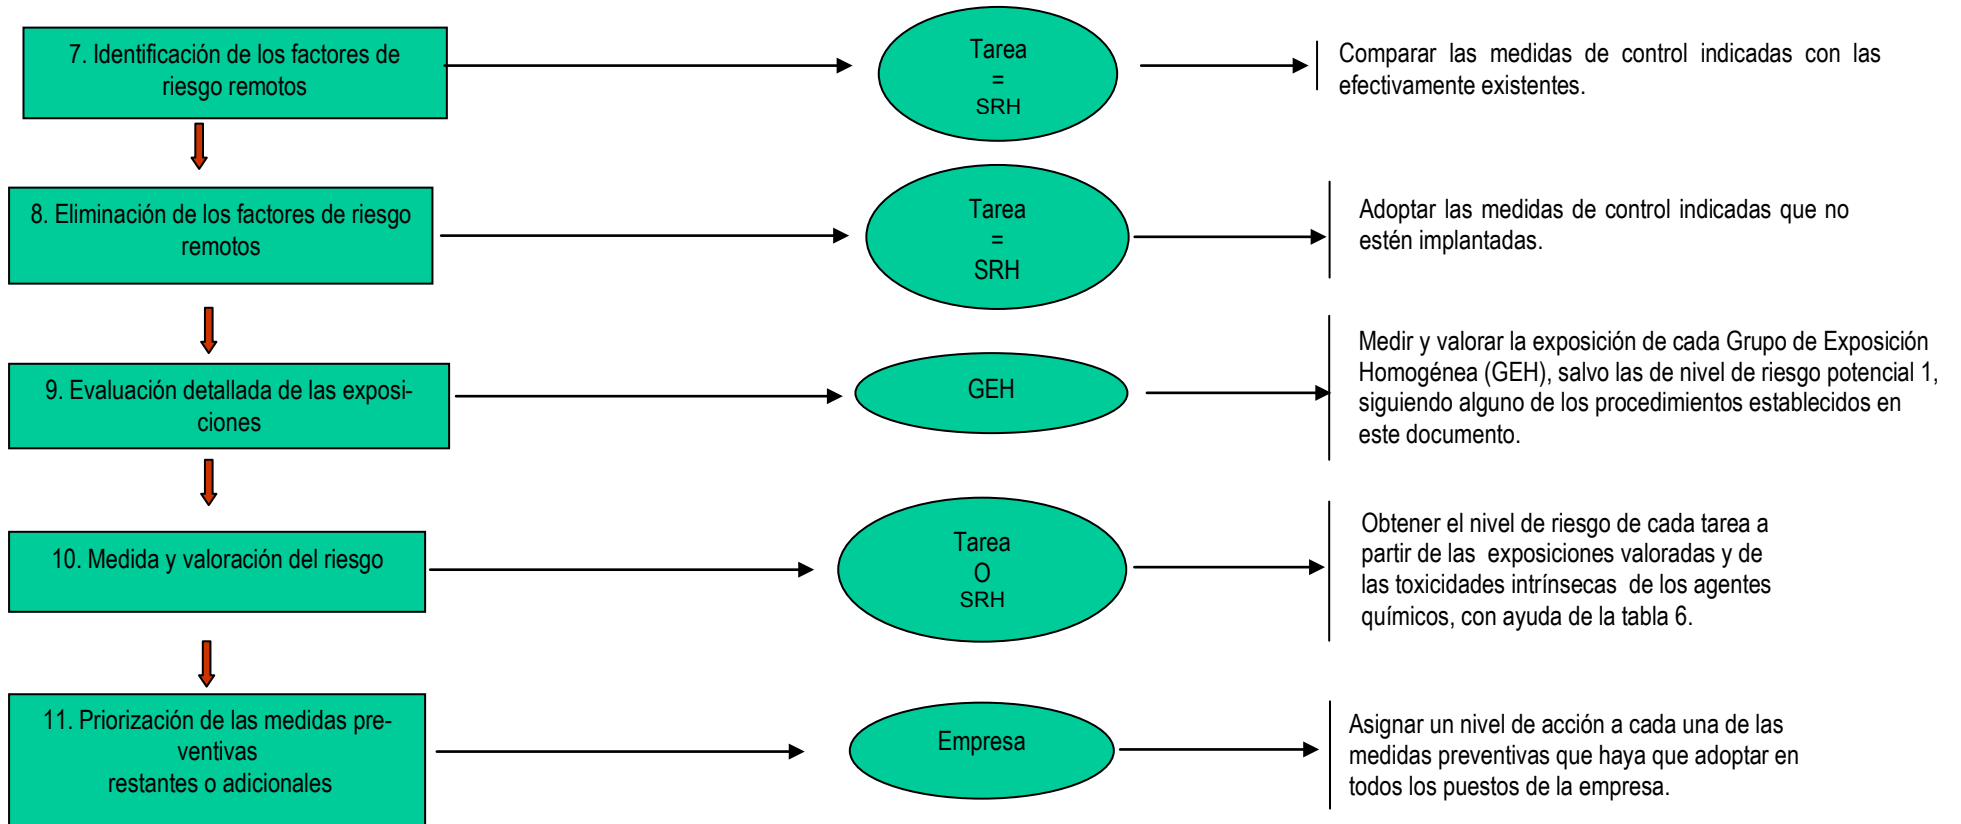 7. Identificación de los factores de
riesgo remotos
Tarea
=
SRH
Comparar las medidas de control indicadas con las
efectivamente existentes.
8. Eliminación de los factores de riesgo
remotos
Tarea
=
SRH
Adoptar las medidas de control indicadas que no
estén implantadas.
9. Evaluación detallada de las exposi-
ciones
GEH
Medir y valorar la exposición de cada Grupo de Exposición
Homogénea (GEH), salvo las de nivel de riesgo potencial 1,
siguiendo alguno de los procedimientos establecidos en
este documento.
10. Medida y valoración del riesgo
Tarea
O
SRH
Obtener el nivel de riesgo de cada tarea a
partir de las exposiciones valoradas y de
las toxicidades intrínsecas de los agentes
químicos, con ayuda de la tabla 6.
11. Priorización de las medidas pre-
ventivas
restantes o adicionales
Empresa
Asignar un nivel de acción a cada una de las
medidas preventivas que haya que adoptar en
todos los puestos de la empresa.